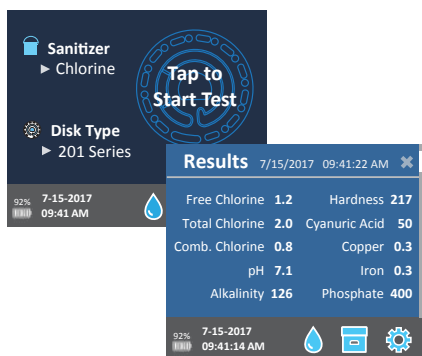 Sanitizer
► Chlorine
Tap to
Start Test
Disk Type
► 201 Series
92%
7-15-2017
09:41 AM
Results 7/15/2017 09:41:22 AM ✖
Free Chlorine 1.2 Hardness 217
Total Chlorine 2.0 Cyanuric Acid 50
Comb. Chlorine 0.8 Copper 0.3
pH 7.1 Iron 0.3
Alkalinity 126 Phosphate 400
92%
7-15-2017
09:41:14 AM